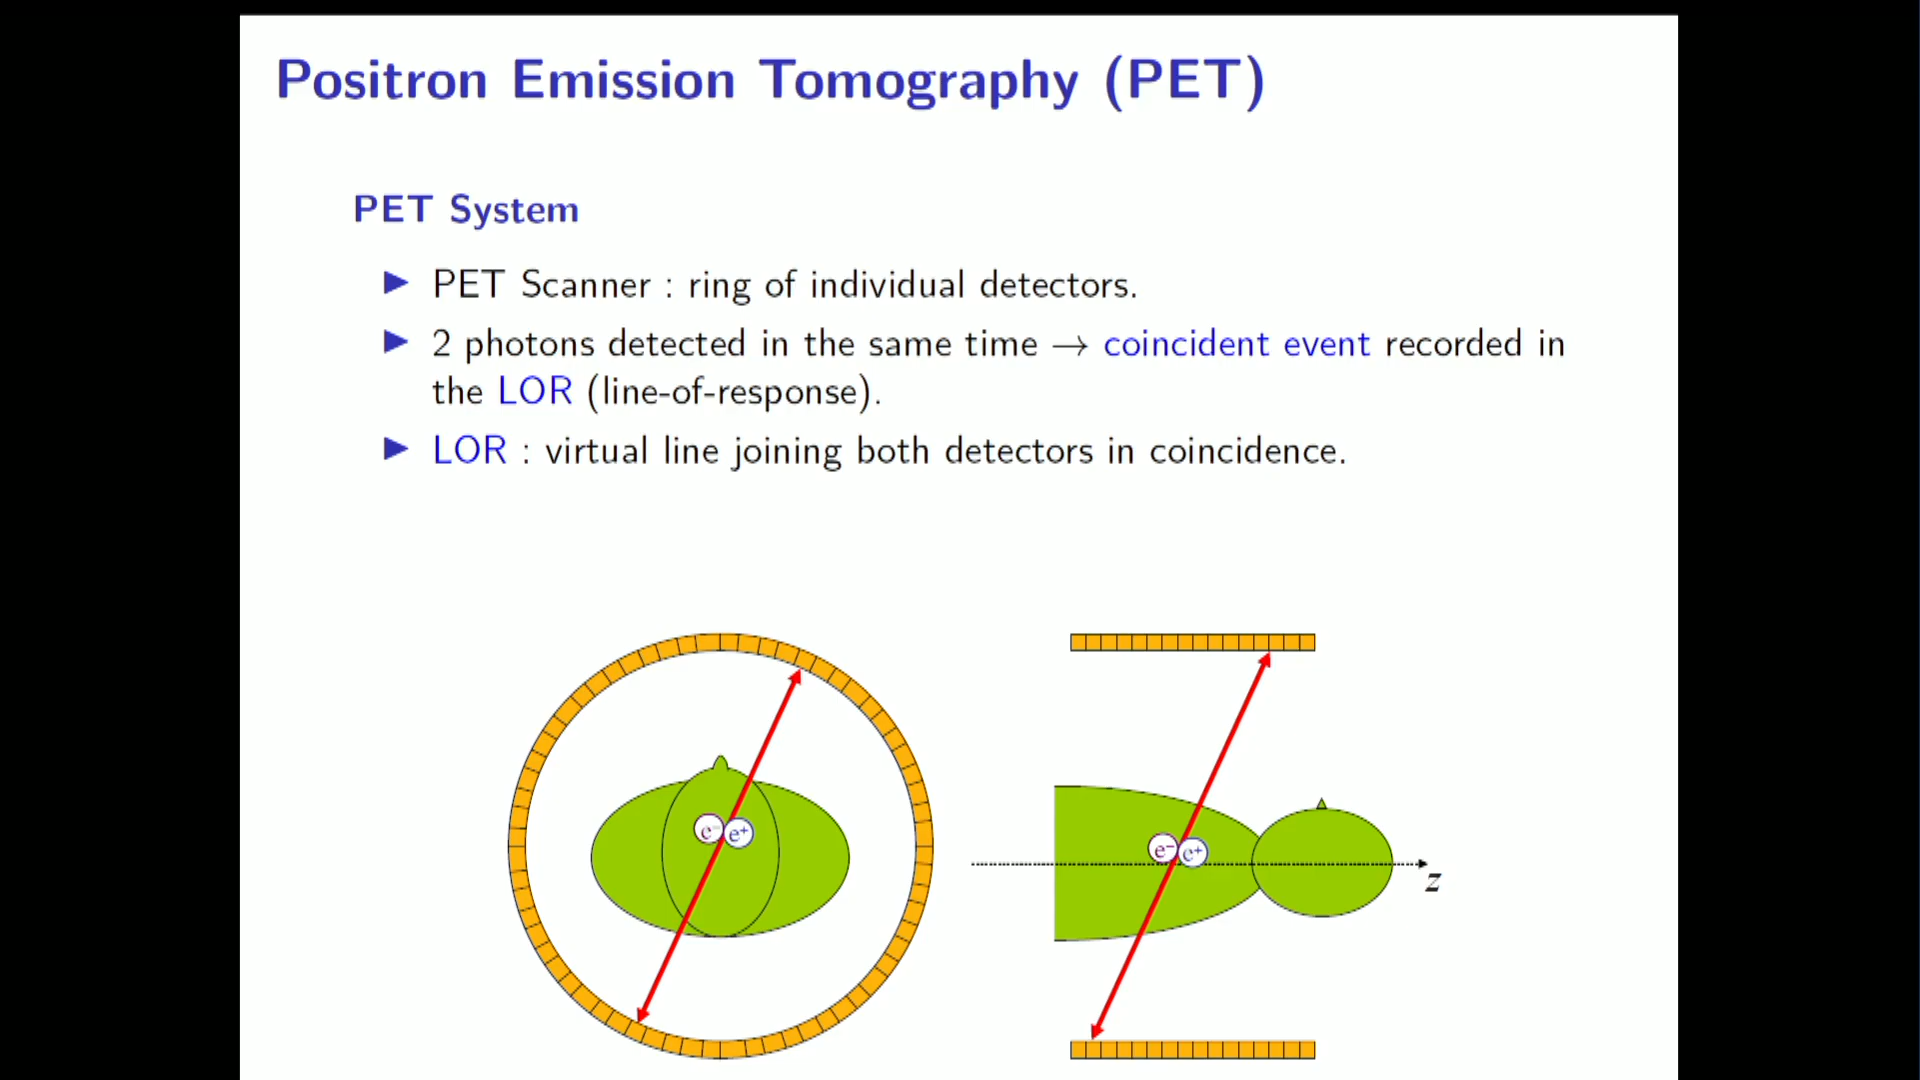 Positron Emission Tomography (PET)
PET System
▶ PET Scanner : ring of individual detectors.
▶ 2 photons detected in the same time → coincident event recorded in
the LOR (line-of-response).
▶ LOR : virtual line joining both detectors in coincidence.
e⁻ e⁺
e⁻ e⁺
z